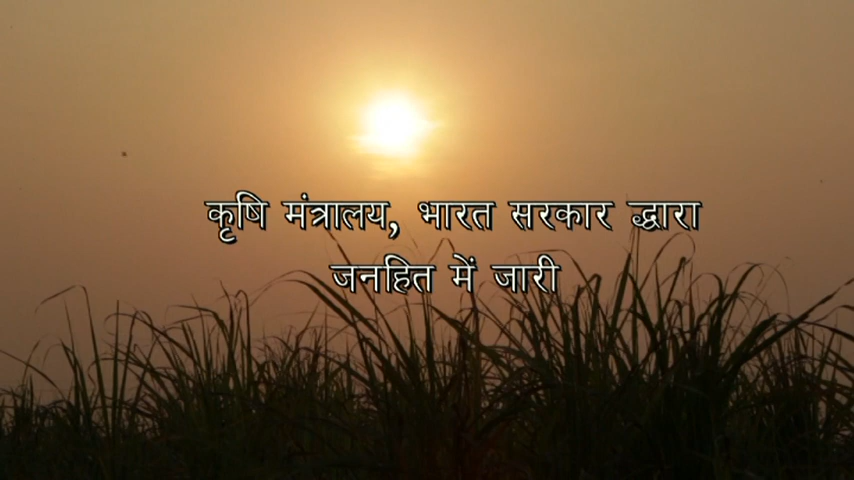 कृषि मंत्रालय, भारत सरकार द्धारा
जनहित में जारी